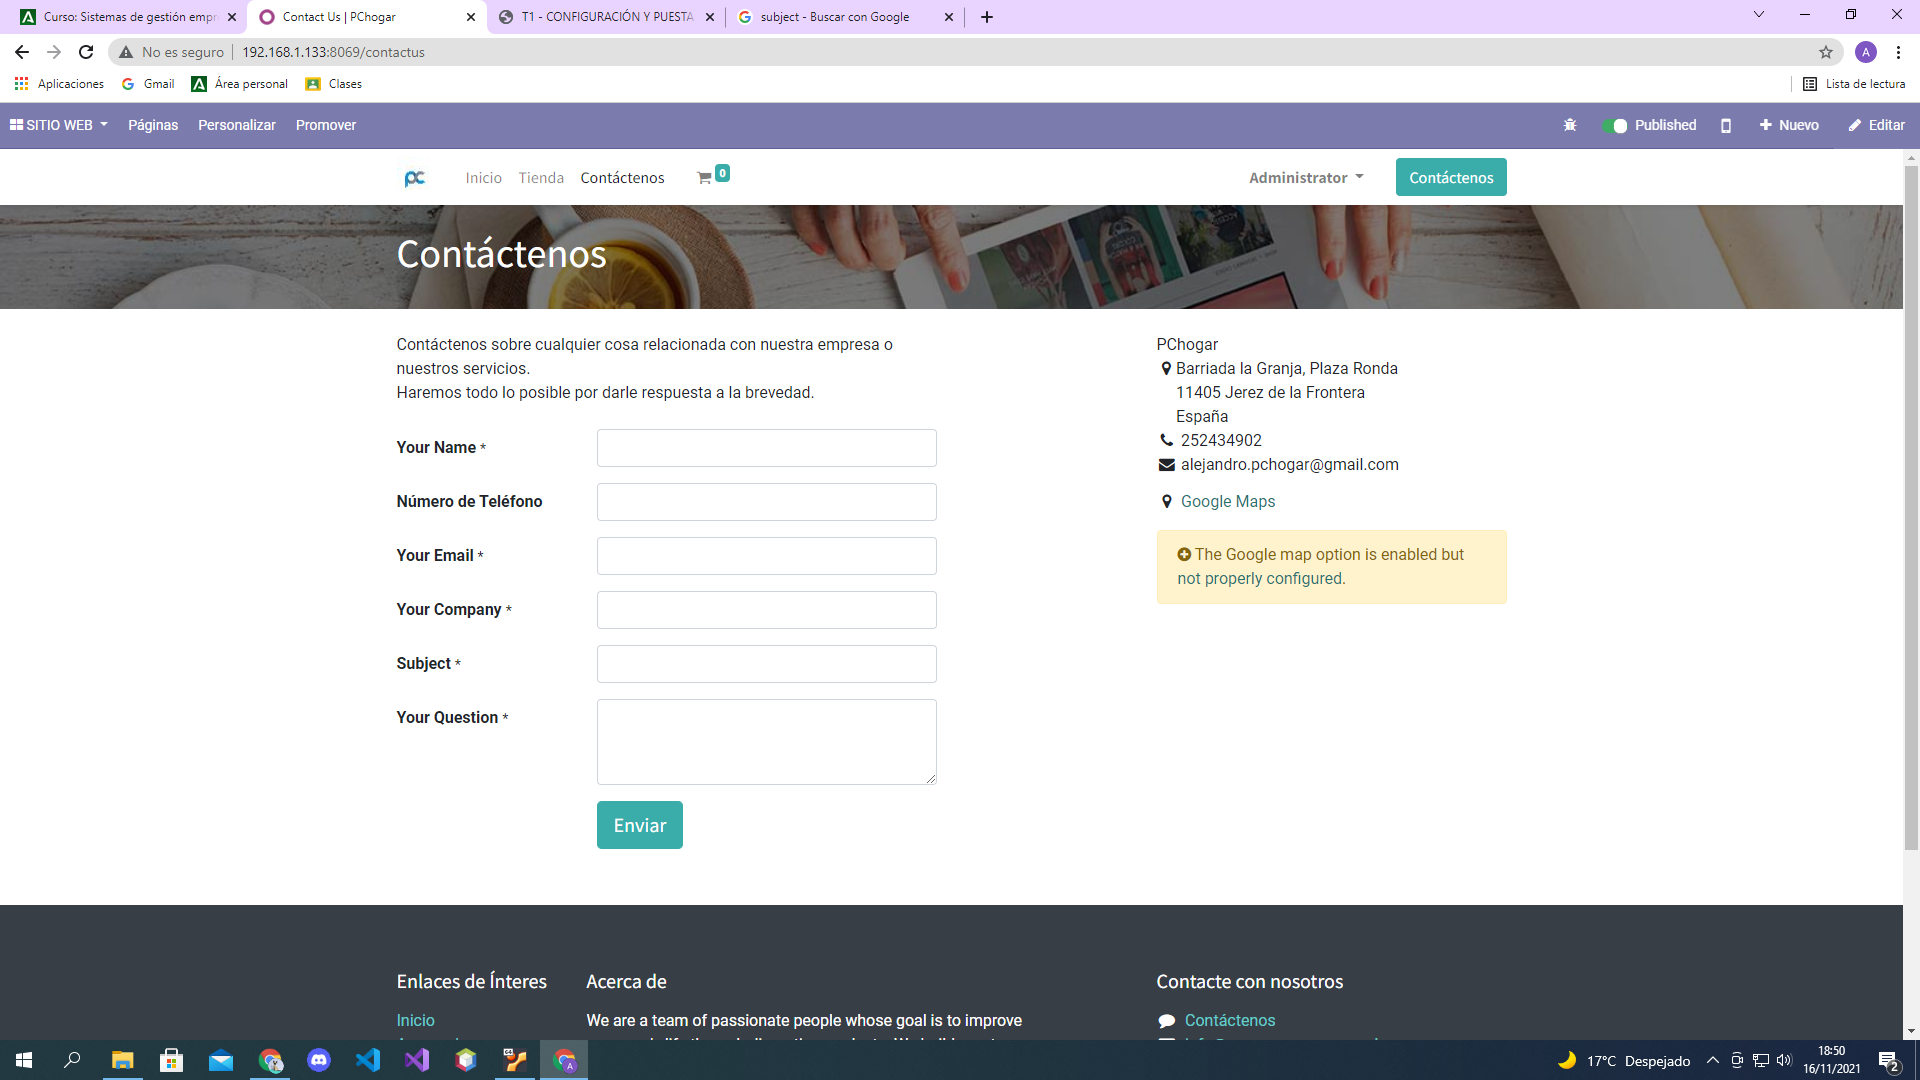 Curso: Sistemas de gestión empr
Contact Us | PChogar
T1 - CONFIGURACIÓN Y PUESTA
subject - Buscar con Google
No es seguro
192.168.1.133:8069/contactus
A
Aplicaciones
Gmail
Área personal
Clases
Lista de lectura
SITIO WEB
Páginas
Personalizar
Promover
Published
Nuevo
Editar
pc
Inicio
Tienda
Contáctenos
0
Administrator
Contáctenos
Contáctenos
Contáctenos sobre cualquier cosa relacionada con nuestra empresa o
nuestros servicios.
Haremos todo lo posible por darle respuesta a la brevedad.
Your Name *
Número de Teléfono
Your Email *
Your Company *
Subject *
Your Question *
Enviar
PChogar
Barriada la Granja, Plaza Ronda
11405 Jerez de la Frontera
España
252434902
alejandro.pchogar@gmail.com
Google Maps
The Google map option is enabled but
not properly configured.
Enlaces de Ínteres
Inicio
Acerca de
We are a team of passionate people whose goal is to improve
Contacte con nosotros
Contáctenos
17°C Despejado
18:50
16/11/2021
2